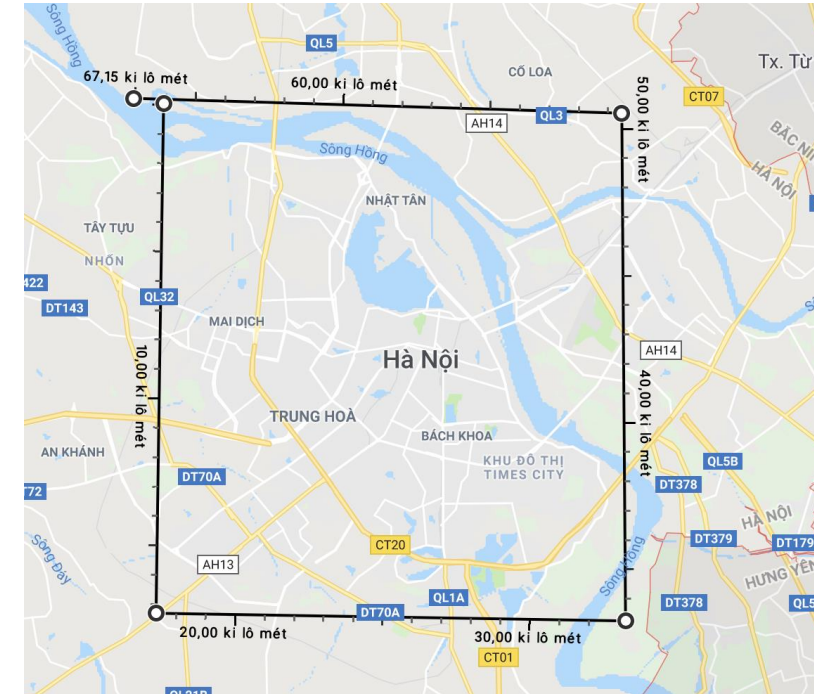 Sông Hồng
QL5
CỔ LOA
Tx. Từ
67,15 ki lô mét
60,00 ki lô mét
50,00 ki lô mét
CT07
AH14
QL3
BẮC NIN
HÀ NỘI
Sông Hồng
NHẬT TÂN
TÂY TỰU
NHỔN
422
DT143
QL32
MAI DỊCH
Hà Nội
AH14
10,00 ki lô mét
40,00 ki lô mét
TRUNG HOÀ
BÁCH KHOA
AN KHÁNH
KHU ĐÔ THỊ
TIMES CITY
QL5B
DT70A
DT378
72
HÀ NỘI
Sông Đáy
CT20
DT379
DT179
AH13
Sông Hồng
HƯNG YÊN
QL1A
DT70A
DT378
QL5
20,00 ki lô mét
30,00 ki lô mét
CT01
QL21B